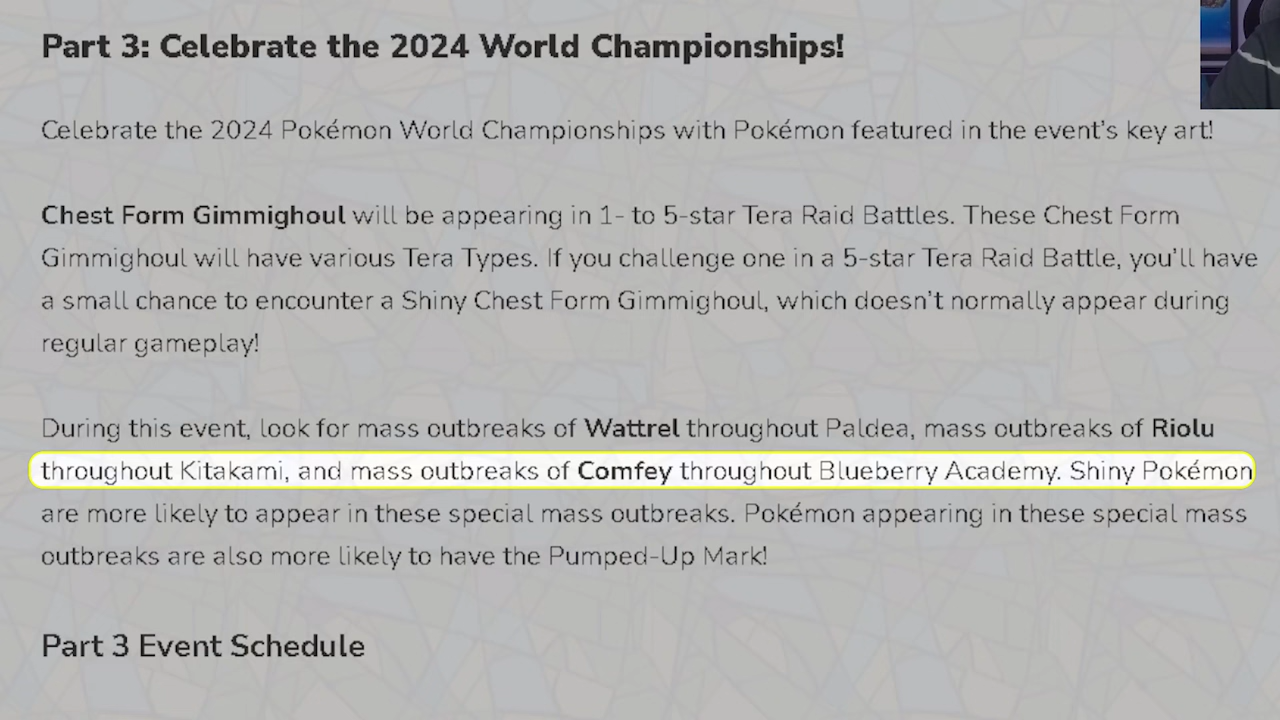 Part 3: Celebrate the 2024 World Championships!
Celebrate the 2024 Pokémon World Championships with Pokémon featured in the event's key art!
Chest Form Gimmighoul will be appearing in 1- to 5-star Tera Raid Battles. These Chest Form
Gimmighoul will have various Tera Types. If you challenge one in a 5-star Tera Raid Battle, you'll have
a small chance to encounter a Shiny Chest Form Gimmighoul, which doesn't normally appear during
regular gameplay!
During this event, look for mass outbreaks of Wattrel throughout Paldea, mass outbreaks of Riolu
throughout Kitakami, and mass outbreaks of Comfey throughout Blueberry Academy. Shiny Pokémon
are more likely to appear in these special mass outbreaks. Pokémon appearing in these special mass
outbreaks are also more likely to have the Pumped-Up Mark!
Part 3 Event Schedule